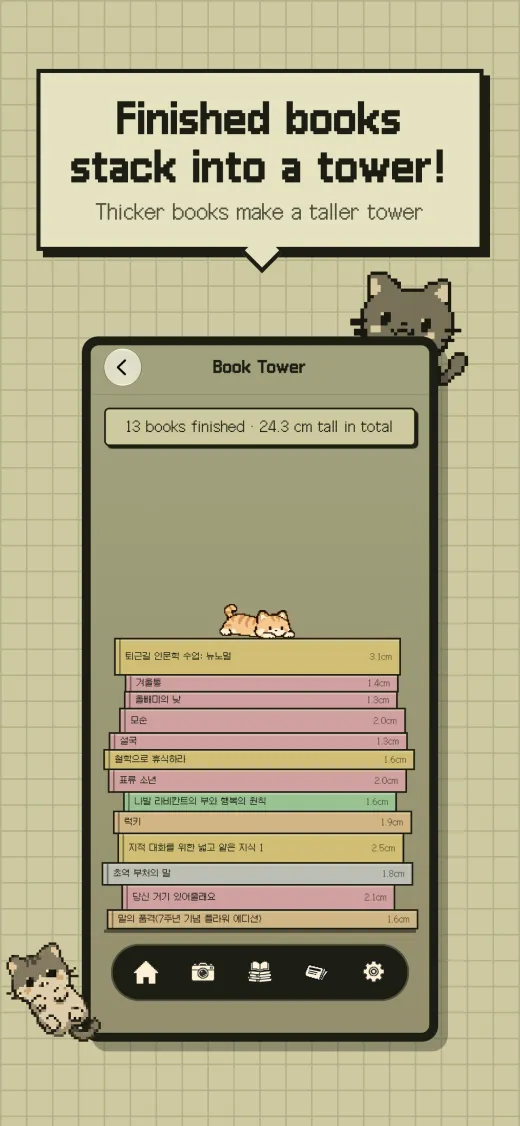 Finished books
stack into a tower!
Thicker books make a taller tower
Book Tower
13 books finished · 24.3 cm tall in total
퇴근길 인문학 수업: 뉴노멀 3.1cm
겨울통 1.4cm
올빼미의 낮 1.3cm
모순 2.0cm
설국 1.3cm
철학으로 휴식하라 1.6cm
표류 소년 2.0cm
나발 라비칸트의 부와 행복의 원칙 1.6cm
럭키 1.9cm
지적 대화를 위한 넓고 얕은 지식 1 2.5cm
초역 부처의 말 1.8cm
당신 거기 있어줄래요 2.1cm
말의 품격(7주년 기념 플라워 에디션) 1.6cm